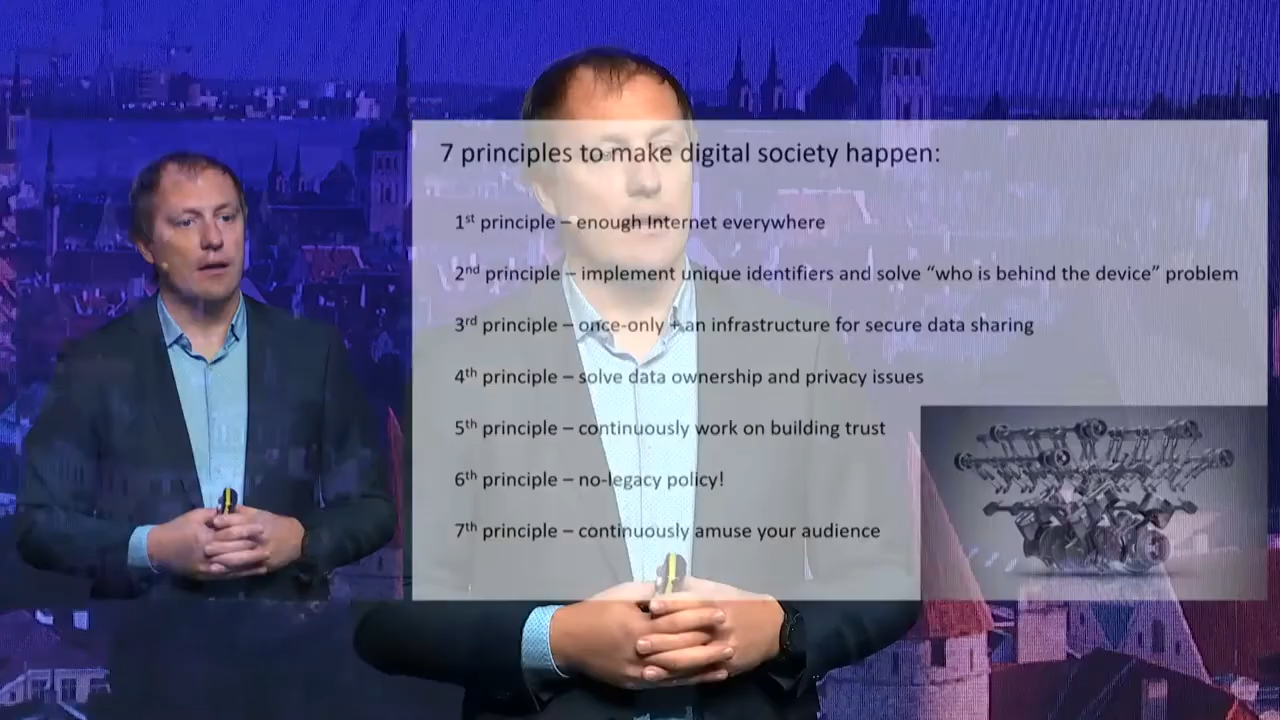 7 principles to make digital society happen:
1st principle – enough Internet everywhere
2nd principle – implement unique identifiers and solve “who is behind the device” problem
3rd principle – once-only + an infrastructure for secure data sharing
4th principle – solve data ownership and privacy issues
5th principle – continuously work on building trust
6th principle – no-legacy policy!
7th principle – continuously amuse your audience